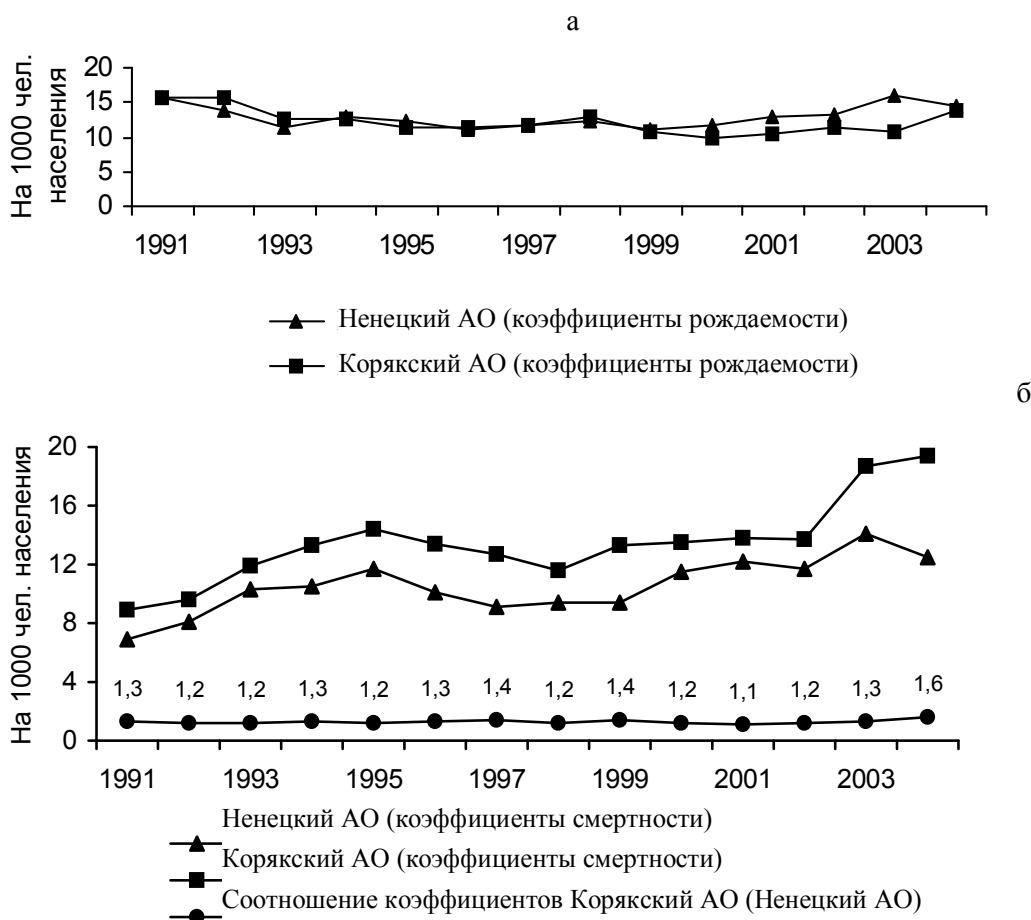 а
На 1000 чел.
населения
20
15
10
5
0
1991 1993 1995 1997 1999 2001 2003
Ненецкий АО (коэффициенты рождаемости)
Корякский АО (коэффициенты рождаемости)
б
На 1000 чел. населения
20
16
12
8
4
0
1,3 1,2 1,2 1,3 1,2 1,3 1,4 1,2 1,4 1,2 1,1 1,2 1,3 1,6
1991 1993 1995 1997 1999 2001 2003
Ненецкий АО (коэффициенты смертности)
Корякский АО (коэффициенты смертности)
Соотношение коэффициентов Корякский АО (Ненецкий АО)